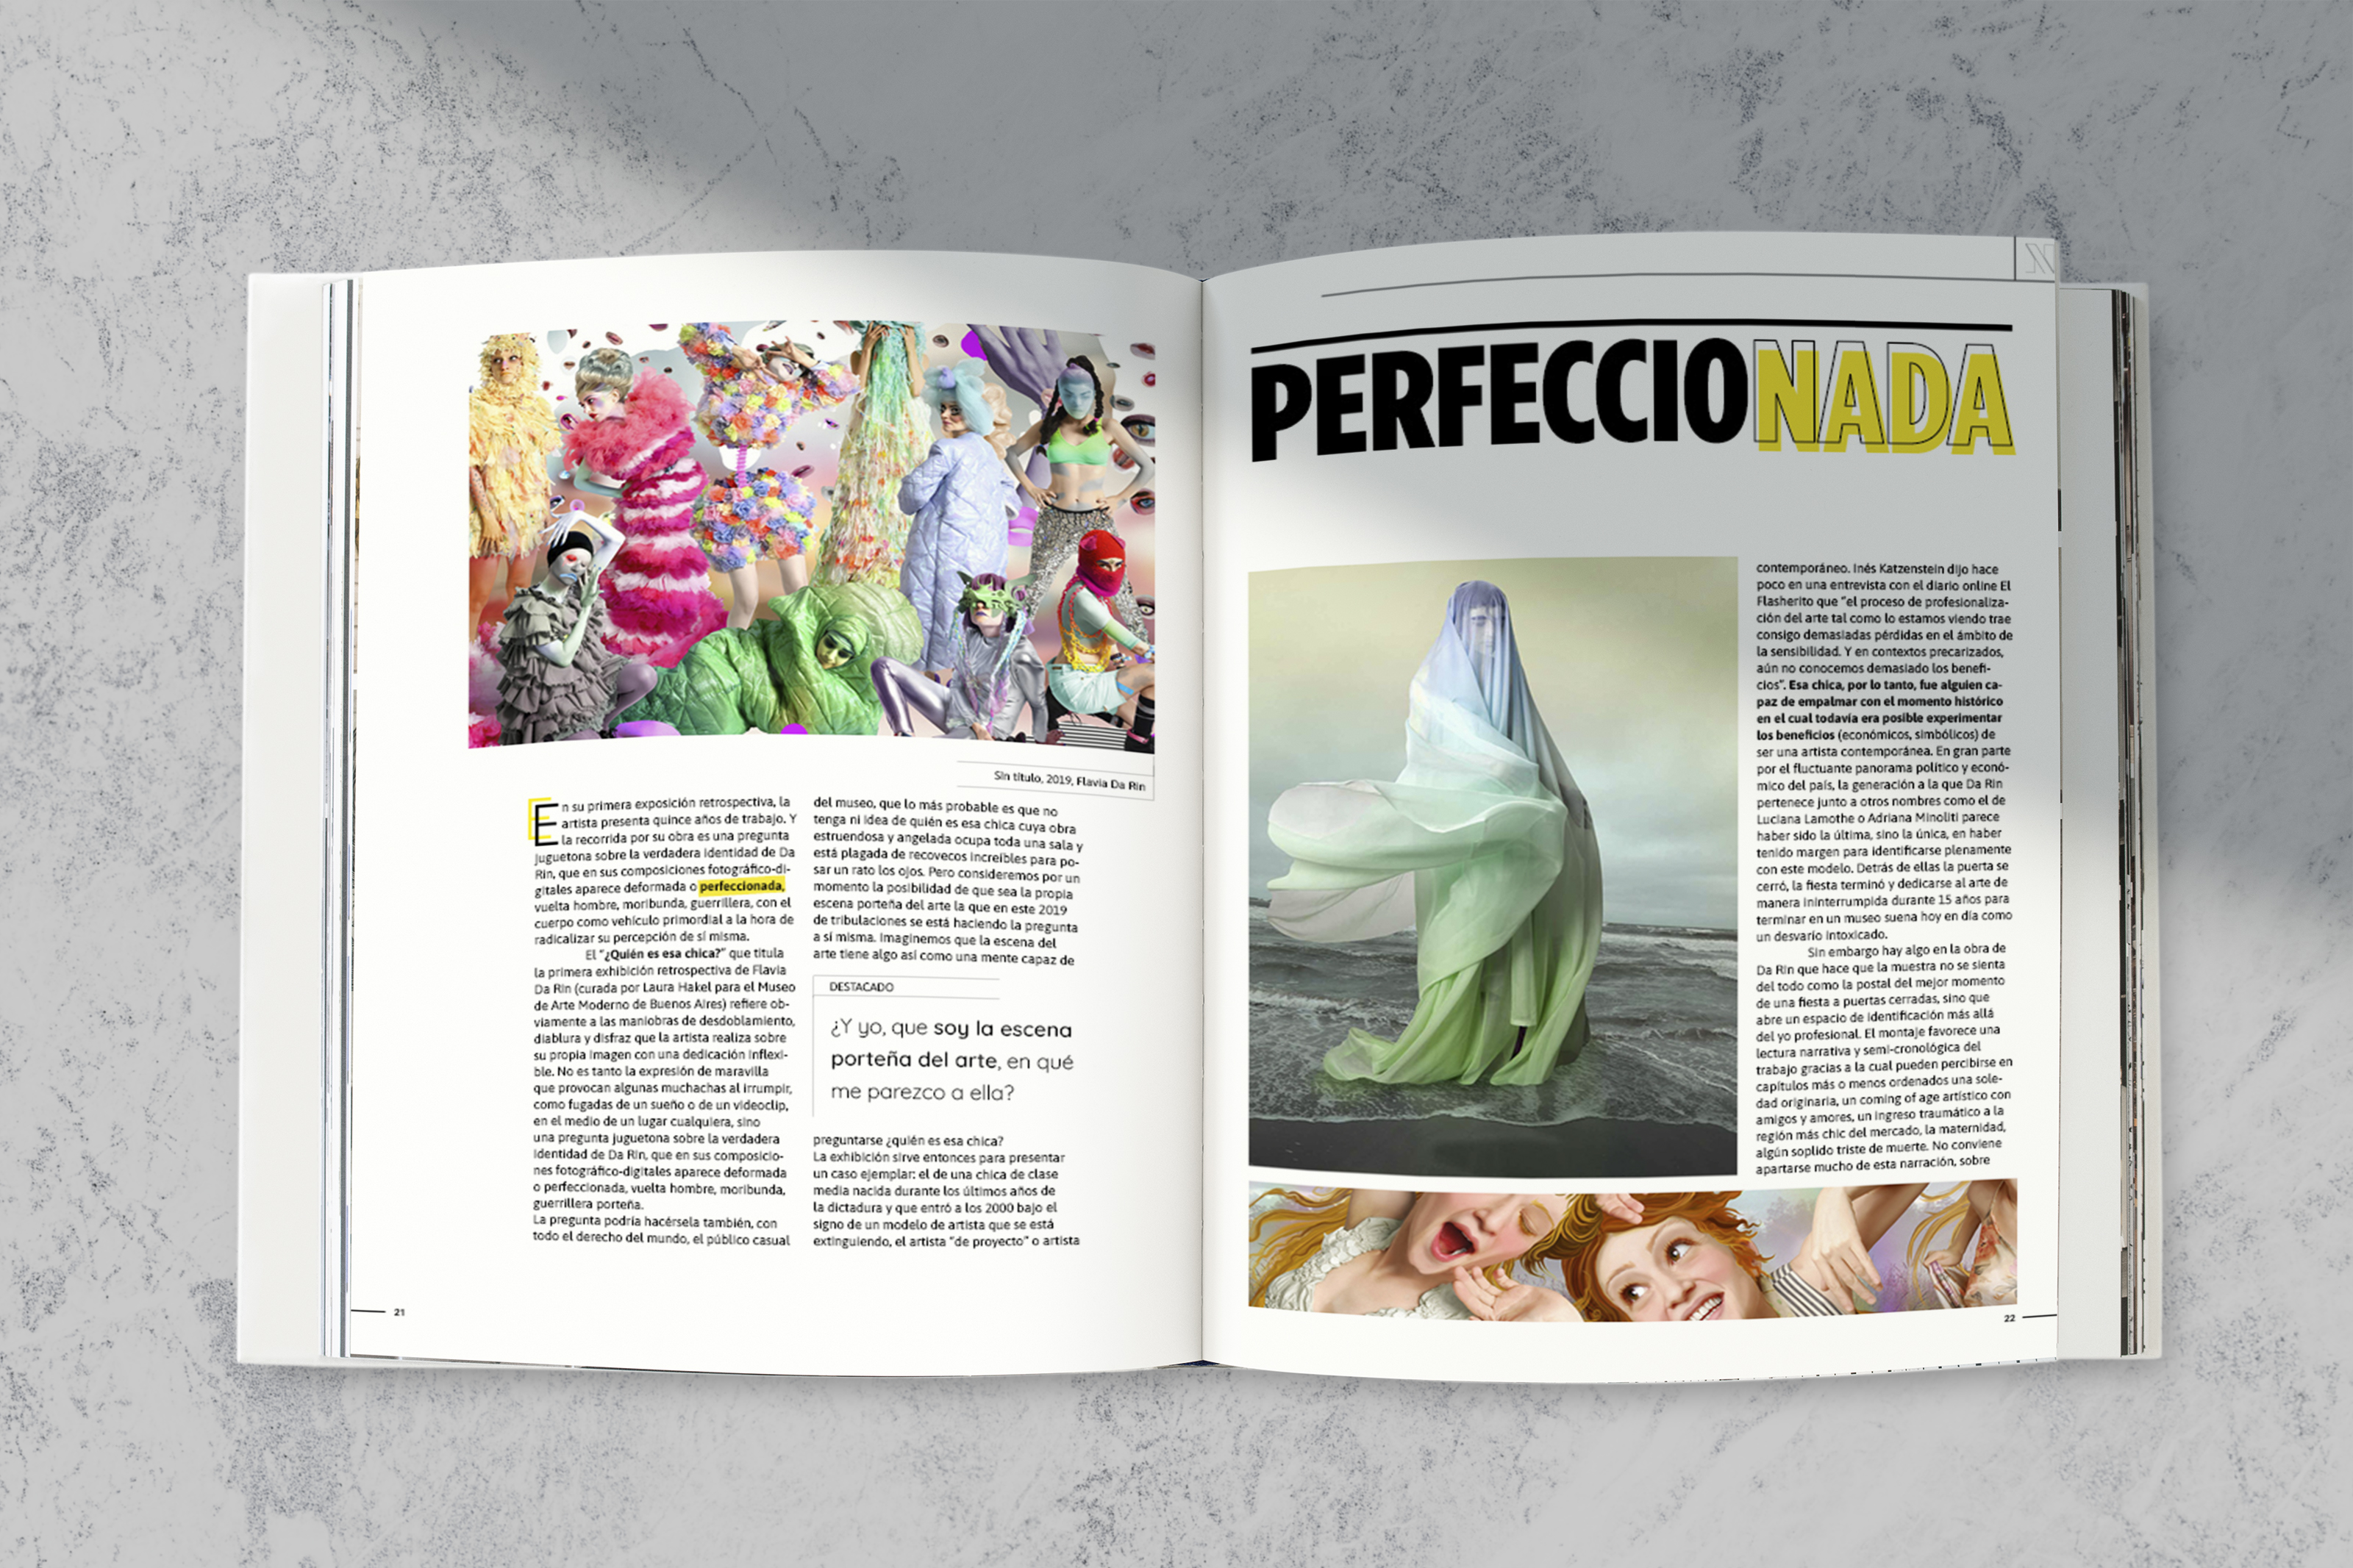 Sin título, 2019, Flavia Da Rin
En su primera exposición retrospectiva, la
artista presenta quince años de trabajo. Y
la recorrida por su obra es una pregunta
juguetona sobre la verdadera identidad de Da
Rin, que en sus composiciones fotográfico-di-
gitales aparece deformada o perfeccionada,
vuelta hombre, moribunda, guerrillera, con el
cuerpo como vehículo primordial a la hora de
radicalizar su percepción de sí misma.
El "¿Quién es esa chica?" que titula
la primera exhibición retrospectiva de Flavia
Da Rin (curada por Laura Hakel para el Museo
de Arte Moderno de Buenos Aires) refiere ob-
viamente a las maniobras de desdoblamiento,
diablura y disfraz que la artista realiza sobre
su propia imagen con una dedicación inflexi-
ble. No es tanto la expresión de maravilla
que provocan algunas muchachas al irrumpir,
como fugadas de un sueño o de un videoclip,
en el medio de un lugar cualquiera, sino
una pregunta juguetona sobre la verdadera
identidad de Da Rin, que en sus composicio-
nes fotográfico-digitales aparece deformada
o perfeccionada, vuelta hombre, moribunda,
guerrillera porteña.
La pregunta podría hacérsela también, con
todo el derecho del mundo, el público casual
del museo, que lo más probable es que no
tenga ni idea de quién es esa chica cuya obra
estruendosa y angelada ocupa toda una sala y
está plagada de recovecos increíbles para po-
sar un rato los ojos. Pero consideremos por un
momento la posibilidad de que sea la propia
escena porteña del arte la que en este 2019
de tribulaciones se está haciendo la pregunta
a sí misma. Imaginemos que la escena del
arte tiene algo así como una mente capaz de
DESTACADO
¿Y yo, que soy la escena
porteña del arte, en qué
me parezco a ella?
preguntarse ¿quién es esa chica?
La exhibición sirve entonces para presentar
un caso ejemplar: el de una chica de clase
media nacida durante los últimos años de
la dictadura y que entró a los 2000 bajo el
signo de un modelo de artista que se está
extinguiendo, el artista "de proyecto" o artista
21
PERFECCIONADA
contemporáneo. Inés Katzenstein dijo hace
poco en una entrevista con el diario online El
Flasherito que "el proceso de profesionaliza-
ción del arte tal como lo estamos viendo trae
consigo demasiadas pérdidas en el ámbito de
la sensibilidad. Y en contextos precarizados,
aún no conocemos demasiado los benefi-
cios". Esa chica, por lo tanto, fue alguien ca-
paz de empalmar con el momento histórico
en el cual todavía era posible experimentar
los beneficios (económicos, simbólicos) de
ser una artista contemporánea. En gran parte
por el fluctuante panorama político y econó-
mico del país, la generación a la que Da Rin
pertenece junto a otros nombres como el de
Luciana Lamothe o Adriana Minoliti parece
haber sido la última, sino la única, en haber
tenido margen para identificarse plenamente
con este modelo. Detrás de ellas la puerta se
cerró, la fiesta terminó y dedicarse al arte de
manera ininterrumpida durante 15 años para
terminar en un museo suena hoy en día como
un desvarío intoxicado.
Sin embargo hay algo en la obra de
Da Rin que hace que la muestra no se sienta
del todo como la postal del mejor momento
de una fiesta a puertas cerradas, sino que
abre un espacio de identificación más allá
del yo profesional. El montaje favorece una
lectura narrativa y semi-cronológica del
trabajo gracias a la cual pueden percibirse en
capítulos más o menos ordenados una sole-
dad originaria, un coming of age artístico con
amigos y amores, un ingreso traumático a la
región más chic del mercado, la maternidad,
algún soplido triste de muerte. No conviene
apartarse mucho de esta narración, sobre
22